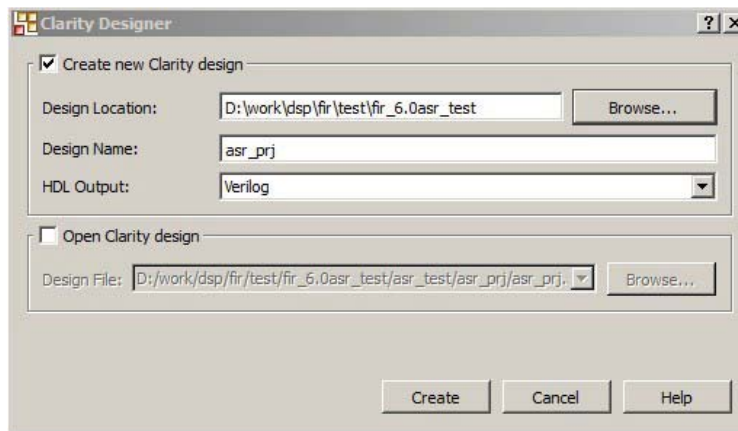 Clarity Designer
Create new Clarity design
Design Location: D:\work\dsp\fir\test\fir_6.0asr_test Browse...
Design Name: asr_prj
HDL Output: Verilog
Open Clarity design
Design File: D:/work/dsp/fir/test/fir_6.0asr_test/asr_test/asr_prj/asr_prj. Browse...
Create Cancel Help